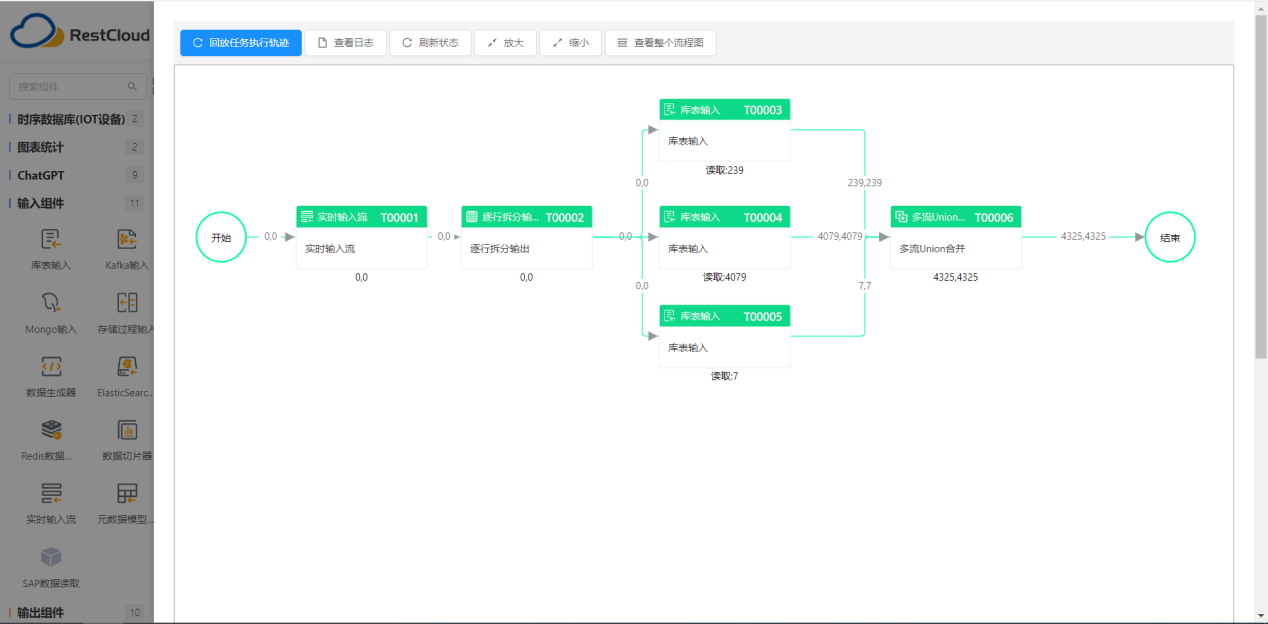 RestCloud
搜索组件
时序数据库(IOT设备) 2
图表统计 2
ChatGPT 9
输入组件 11
库表输入 Kafka输入
Mongo输入 存储过程输入
数据生成器 ElasticSearc...
Redis数据... 数据切片器
实时输入流 元数据模型...
SAP数据读取
输出组件 10
回放任务执行轨迹 查看日志 刷新状态 放大 缩小 查看整个流程图
开始
0,0
实时输入流 T00001
实时输入流
0,0
0,0
逐行拆分输... T00002
逐行拆分输出
0,0
0,0
0,0
0,0
库表输入 T00003
库表输入
读取:239
239,239
库表输入 T00004
库表输入
读取:4079
4079,4079
库表输入 T00005
库表输入
读取:7
7,7
多流Union... T00006
多流Union合并
4325,4325
4325,4325
结束